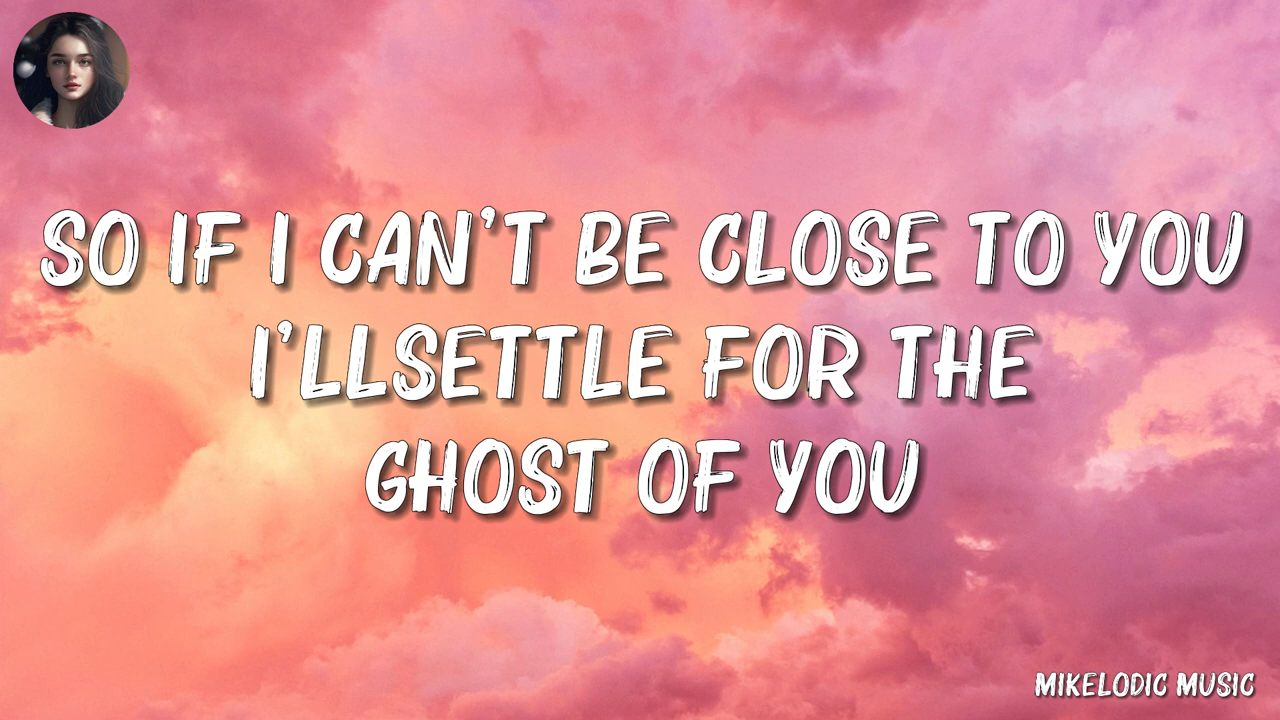 SO IF I CAN'T BE CLOSE TO YOU
I'LLSETTLE FOR THE
GHOST OF YOU
MIKELODIC MUSIC